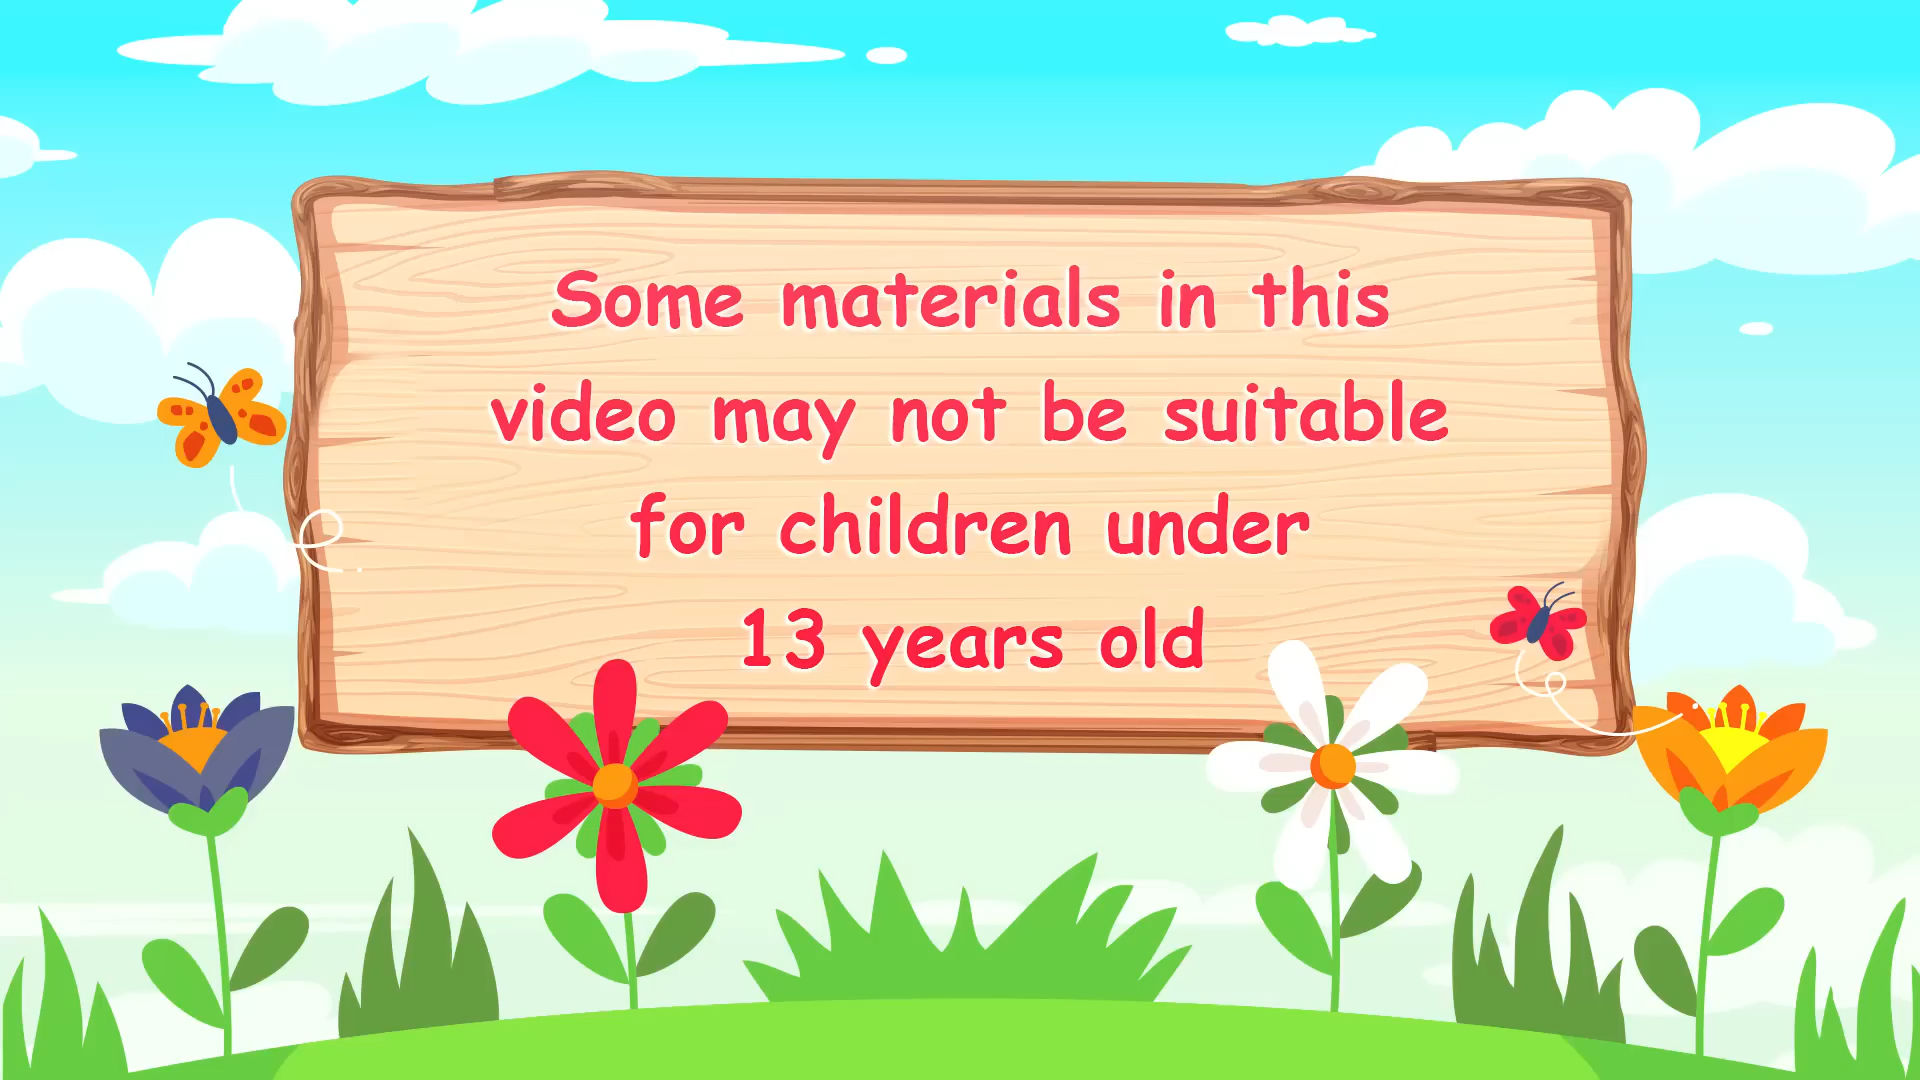 Some materials in this
video may not be suitable
for children under
13 years old